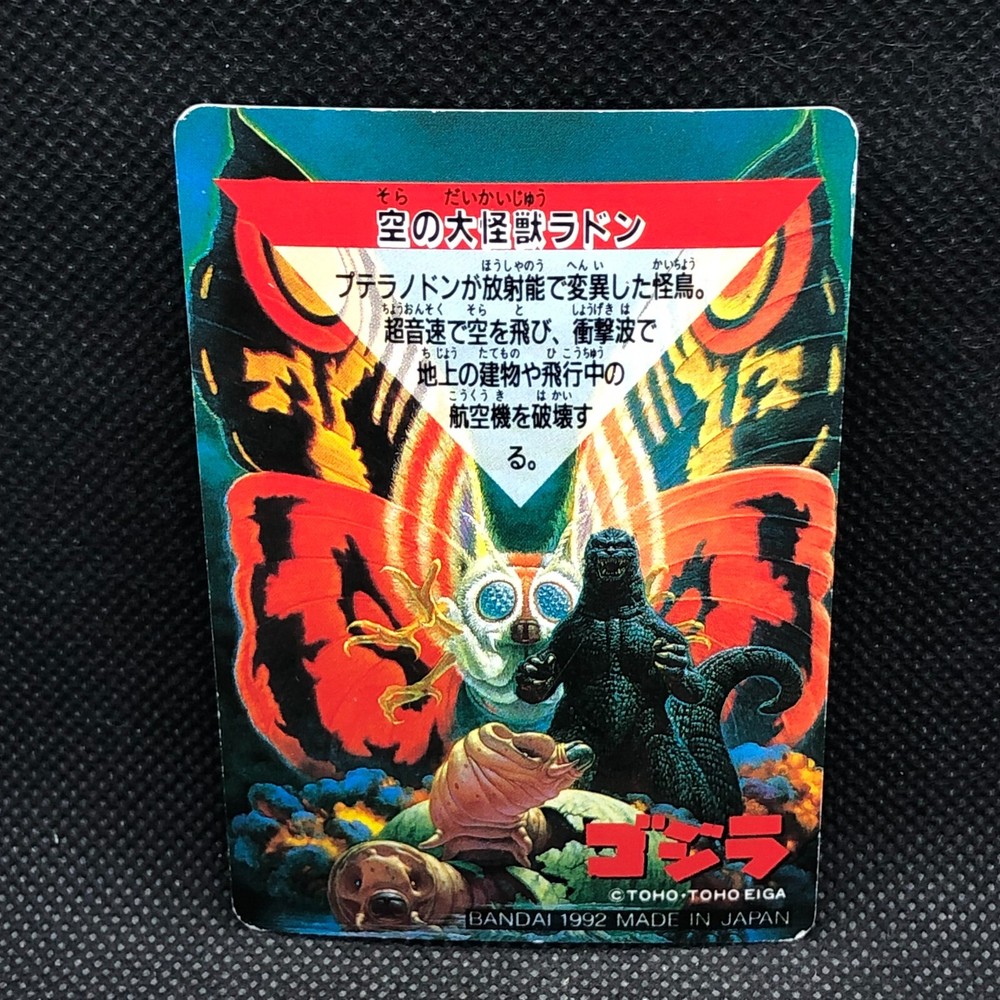 そら だいかいじゅう
空の大怪獣ラドン
ほうしゃのう へんい かいちょう
プテラノドンが放射能で変異した怪鳥。
ちょうおんそく そら と しょうげきは
超音速で空を飛び、衝撃波で
ちじょう たてもの ひこうちゅう
地上の建物や飛行中の
こうくうき はかい
航空機を破壊す
る。
ゴジラ
©TOHO・TOHO EIGA
BANDAI 1992 MADE IN JAPAN